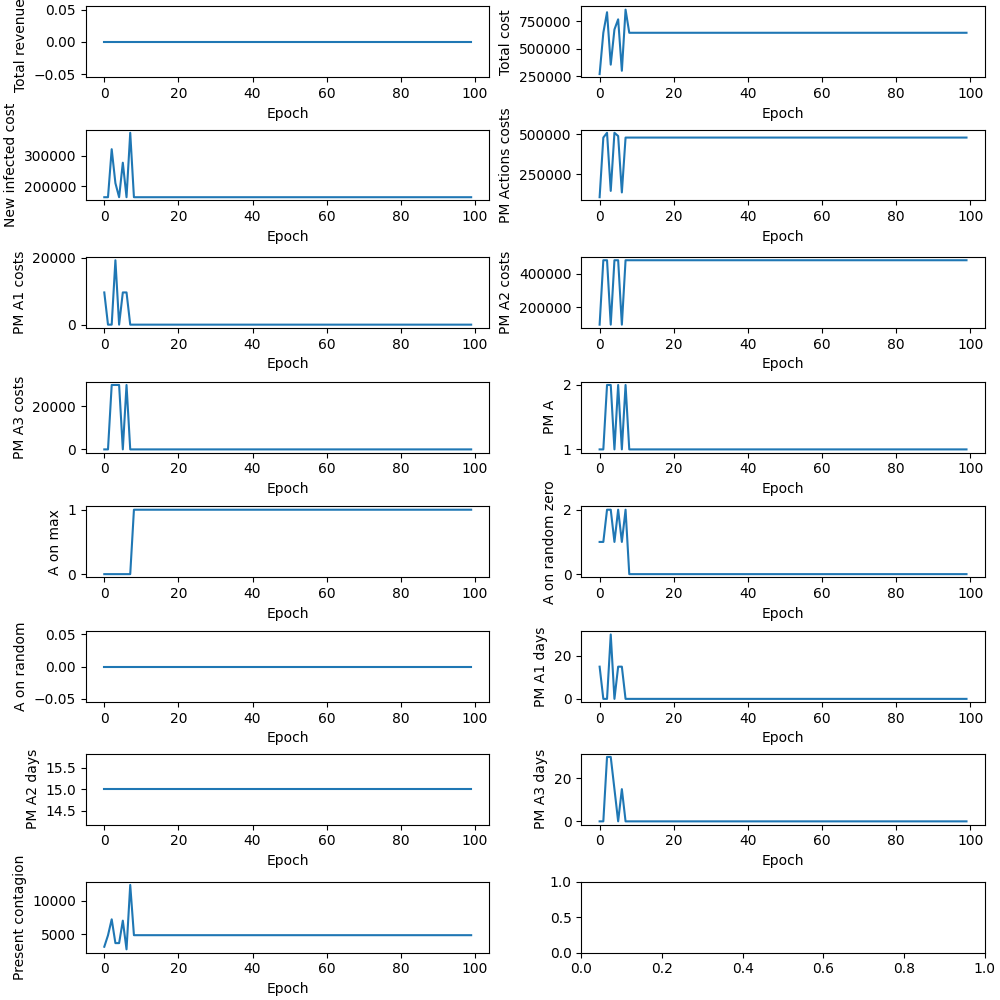 Total revenue
0.05
0.00
−0.05
0 20 40 60 80 100
Epoch
Total cost
750000
500000
250000
0 20 40 60 80 100
Epoch
New infected cost
300000
200000
0 20 40 60 80 100
Epoch
PM Actions costs
500000
250000
0 20 40 60 80 100
Epoch
PM A1 costs
20000
0
0 20 40 60 80 100
Epoch
PM A2 costs
400000
200000
0 20 40 60 80 100
Epoch
PM A3 costs
20000
0
0 20 40 60 80 100
Epoch
PM A
2
1
0 20 40 60 80 100
Epoch
A on max
1
0
0 20 40 60 80 100
Epoch
A on random zero
2
0
0 20 40 60 80 100
Epoch
A on random
0.05
0.00
−0.05
0 20 40 60 80 100
Epoch
PM A1 days
20
0
0 20 40 60 80 100
Epoch
PM A2 days
15.5
15.0
14.5
0 20 40 60 80 100
Epoch
PM A3 days
20
0
0 20 40 60 80 100
Epoch
Present contagion
10000
5000
0 20 40 60 80 100
Epoch
1.0
0.5
0.0
0.0 0.2 0.4 0.6 0.8 1.0